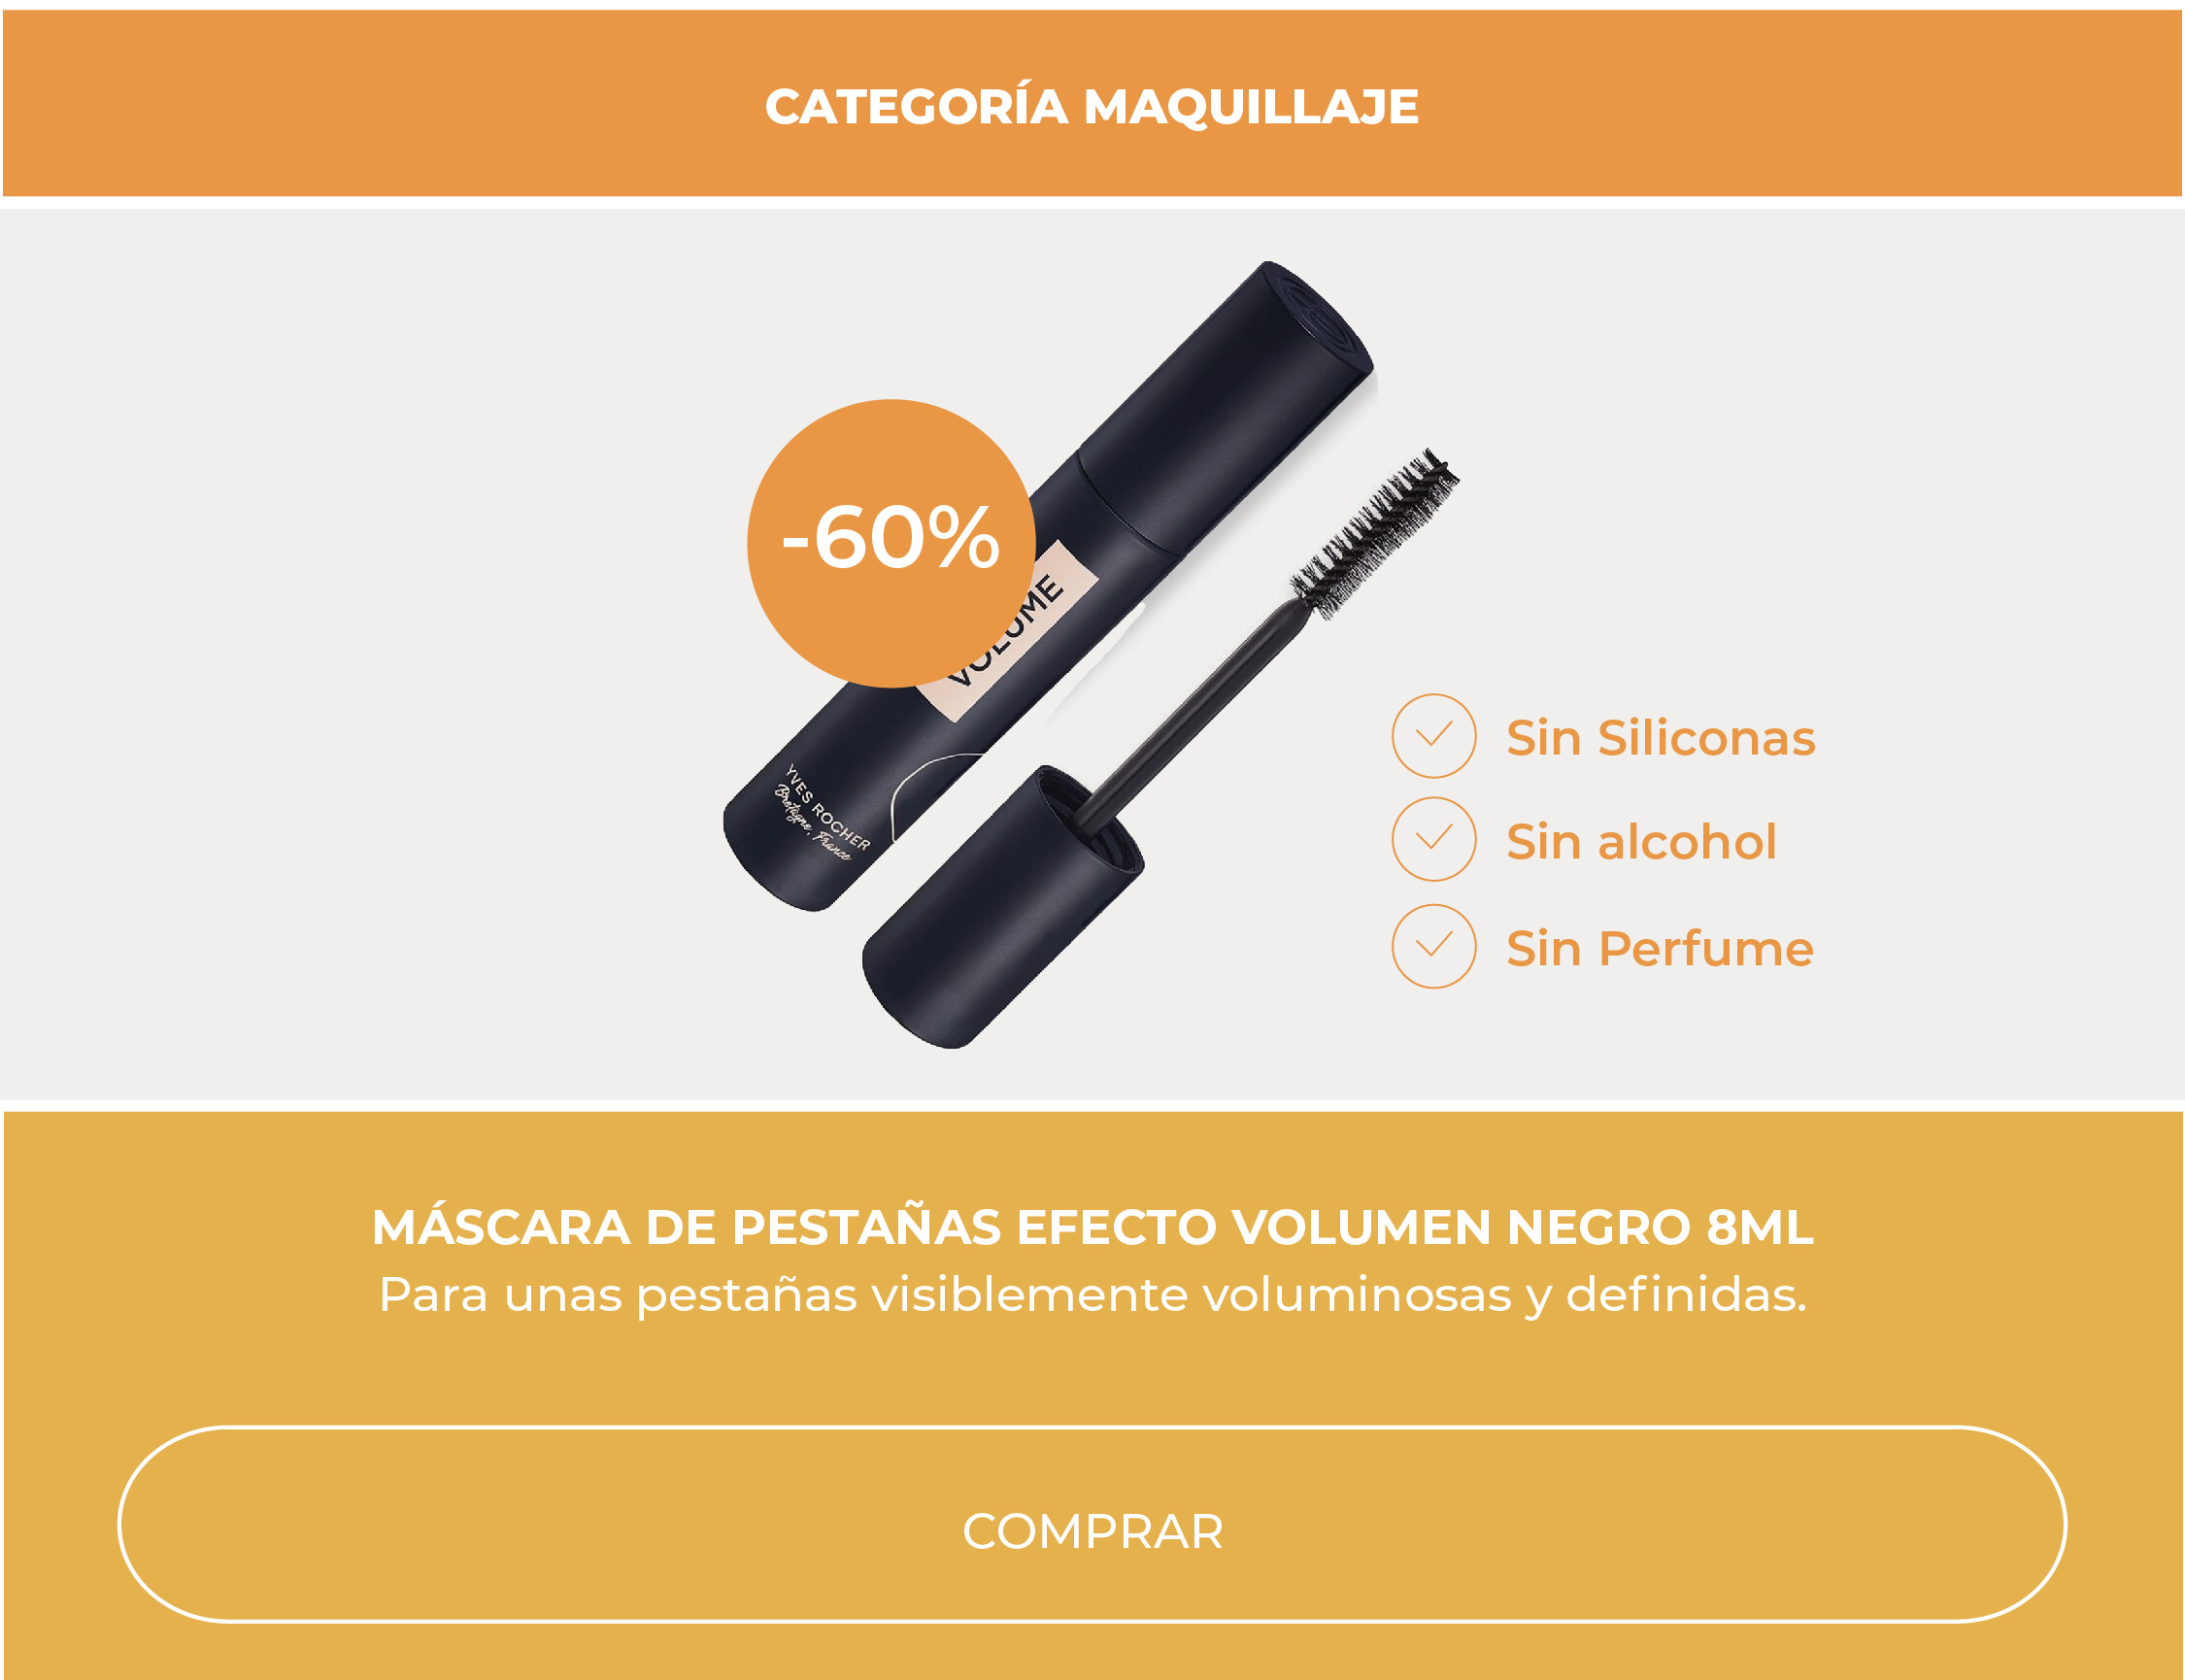 CATEGORÍA MAQUILLAJE
-60%
VOLUME
YVES ROCHER
Bretagne, France
Sin Siliconas
Sin alcohol
Sin Perfume
MÁSCARA DE PESTAÑAS EFECTO VOLUMEN NEGRO 8ML
Para unas pestañas visiblemente voluminosas y definidas.
COMPRAR